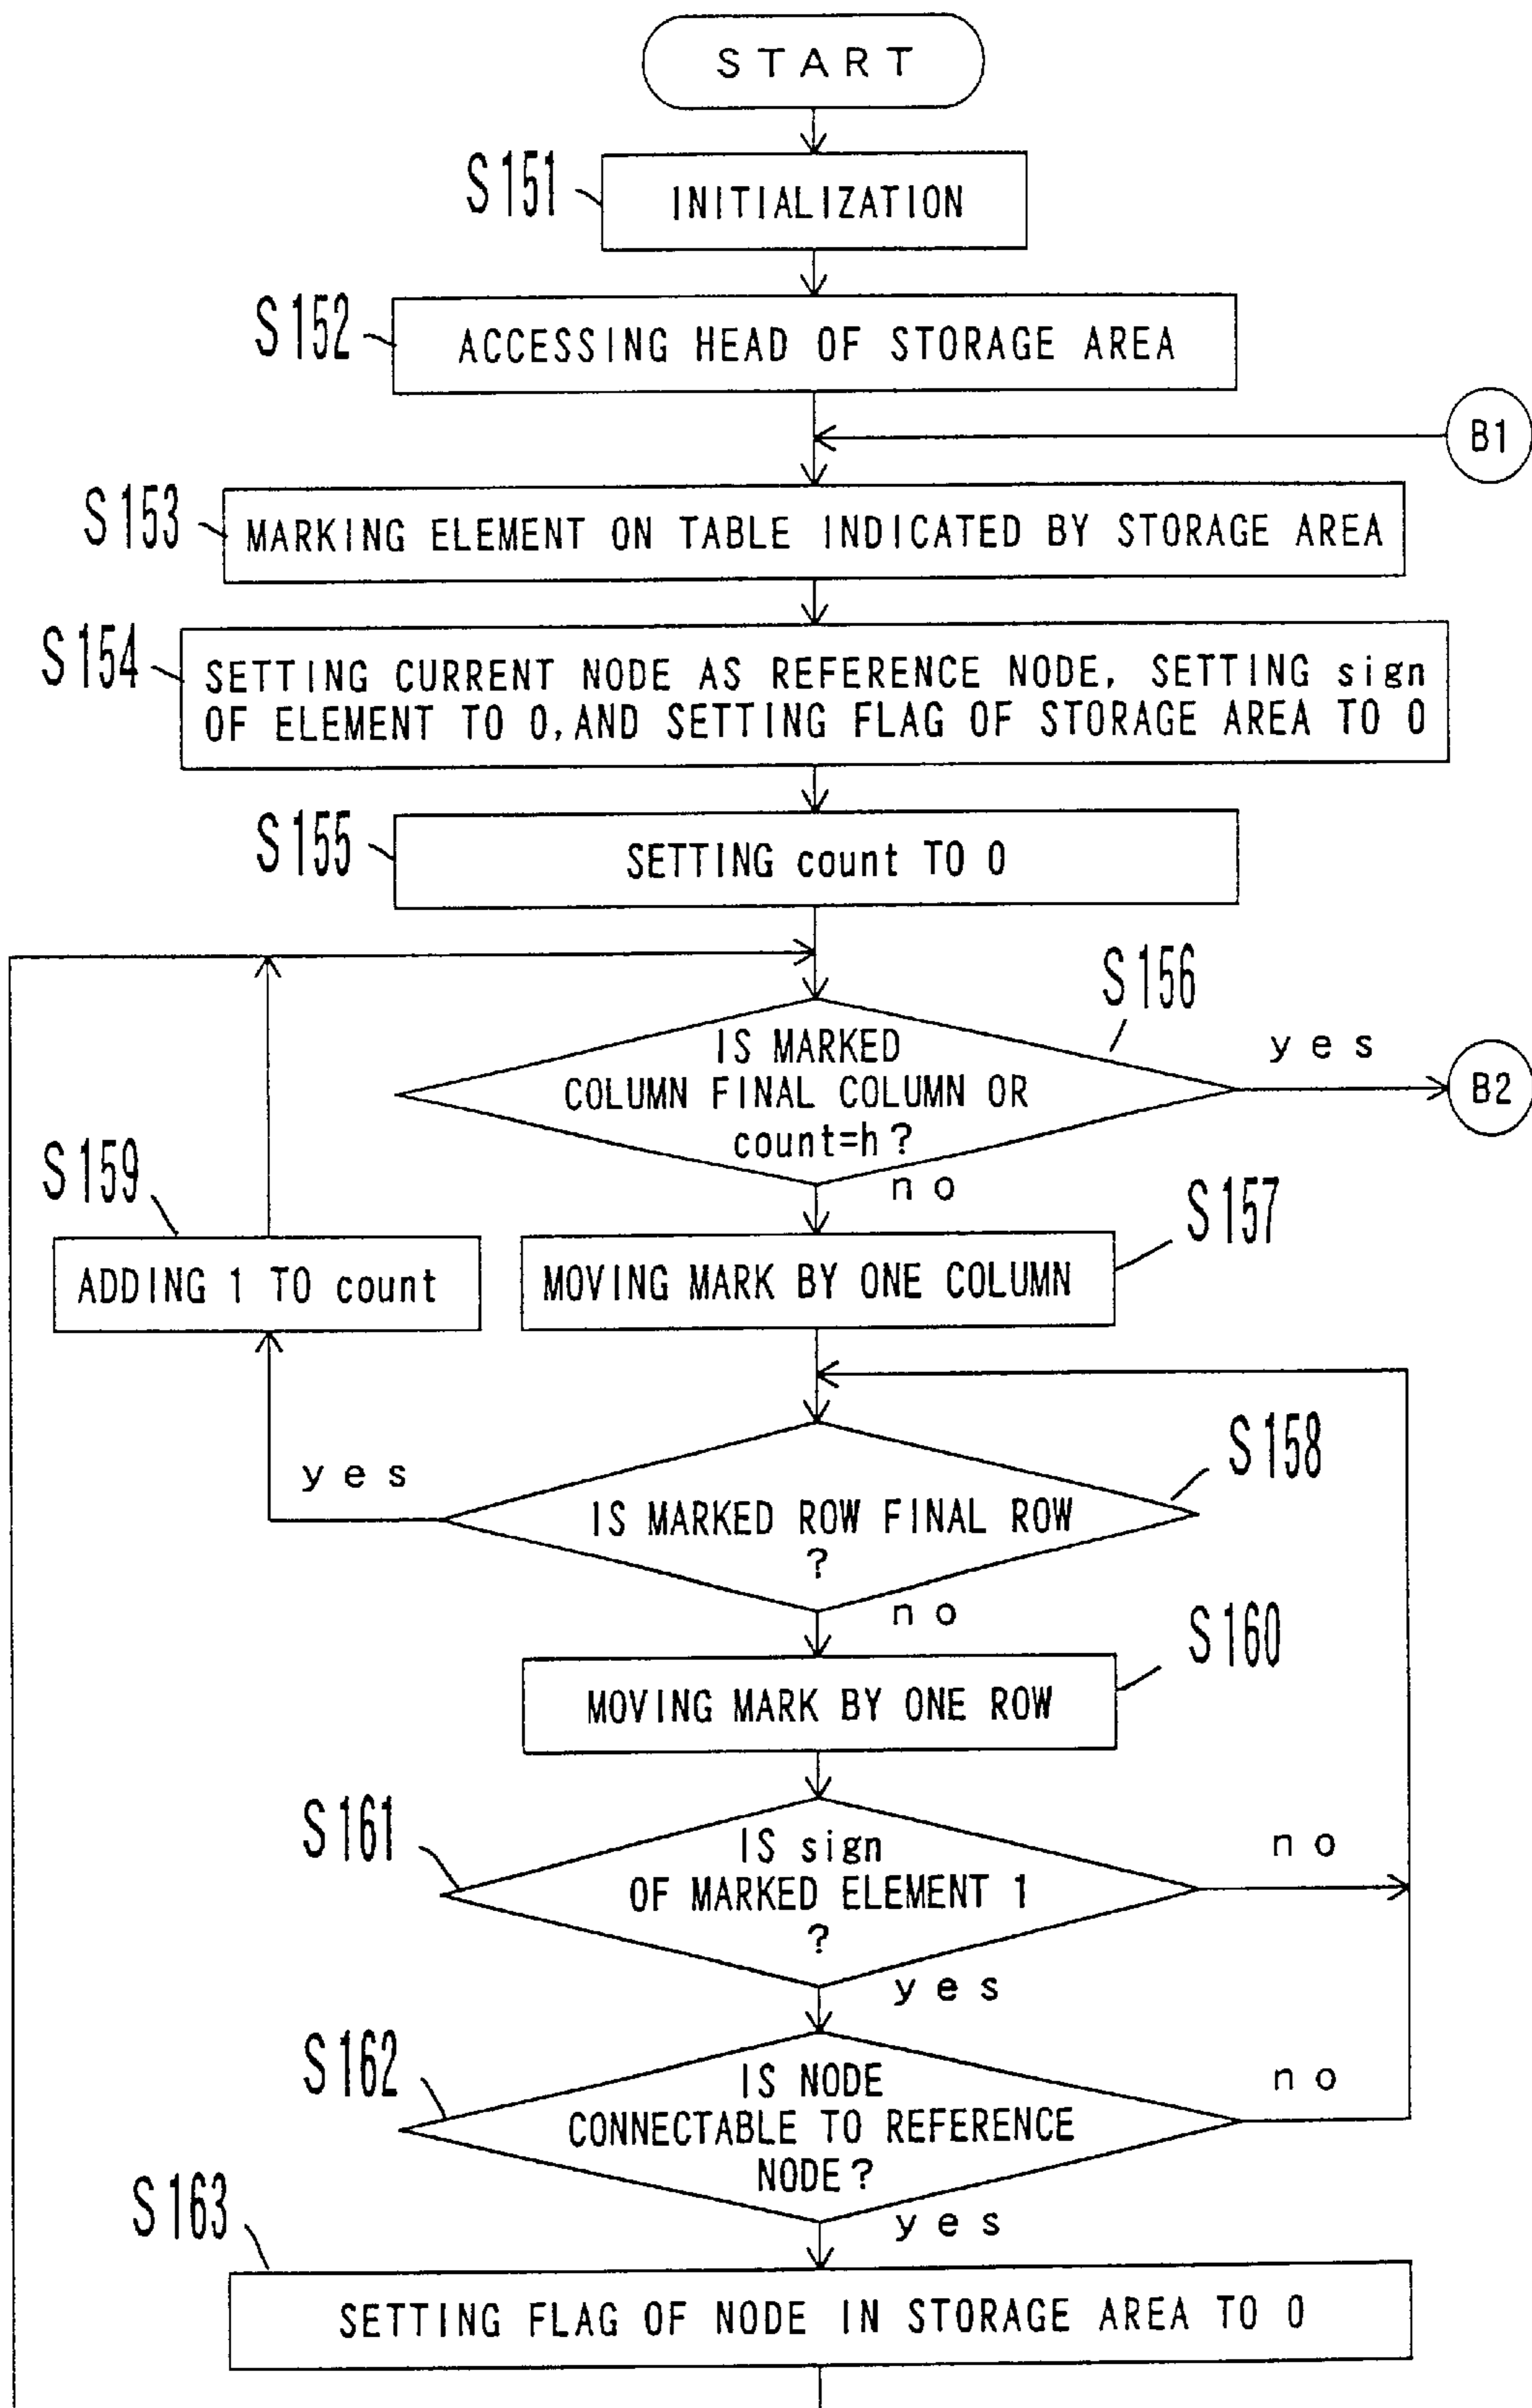 START
S151
INITIALIZATION
S152
ACCESSING HEAD OF STORAGE AREA
B1
S153
MARKING ELEMENT ON TABLE INDICATED BY STORAGE AREA
S154
SETTING CURRENT NODE AS REFERENCE NODE, SETTING sign
OF ELEMENT TO 0, AND SETTING FLAG OF STORAGE AREA TO 0
S155
SETTING count TO 0
S156
IS MARKED
COLUMN FINAL COLUMN OR
count=h?
yes
B2
no
S159
ADDING 1 TO count
S157
MOVING MARK BY ONE COLUMN
S158
yes
IS MARKED ROW FINAL ROW
?
no
S160
MOVING MARK BY ONE ROW
S161
IS sign
OF MARKED ELEMENT 1
?
no
yes
S162
IS NODE
CONNECTABLE TO REFERENCE
NODE?
no
yes
S163
SETTING FLAG OF NODE IN STORAGE AREA TO 0